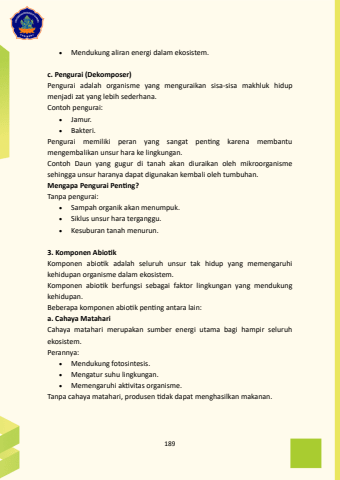 • Mendukung aliran energi dalam ekosistem.
c. Pengurai (Dekomposer)
Pengurai adalah organisme yang menguraikan sisa-sisa makhluk hidup
menjadi zat yang lebih sederhana.
Contoh pengurai:
• Jamur.
• Bakteri.
Pengurai memiliki peran yang sangat penting karena membantu
mengembalikan unsur hara ke lingkungan.
Contoh Daun yang gugur di tanah akan diuraikan oleh mikroorganisme
sehingga unsur haranya dapat digunakan kembali oleh tumbuhan.
Mengapa Pengurai Penting?
Tanpa pengurai:
• Sampah organik akan menumpuk.
• Siklus unsur hara terganggu.
• Kesuburan tanah menurun.
3. Komponen Abiotik
Komponen abiotik adalah seluruh unsur tak hidup yang memengaruhi
kehidupan organisme dalam ekosistem.
Komponen abiotik berfungsi sebagai faktor lingkungan yang mendukung
kehidupan.
Beberapa komponen abiotik penting antara lain:
a. Cahaya Matahari
Cahaya matahari merupakan sumber energi utama bagi hampir seluruh
ekosistem.
Perannya:
• Mendukung fotosintesis.
• Mengatur suhu lingkungan.
• Memengaruhi aktivitas organisme.
Tanpa cahaya matahari, produsen tidak dapat menghasilkan makanan.
189